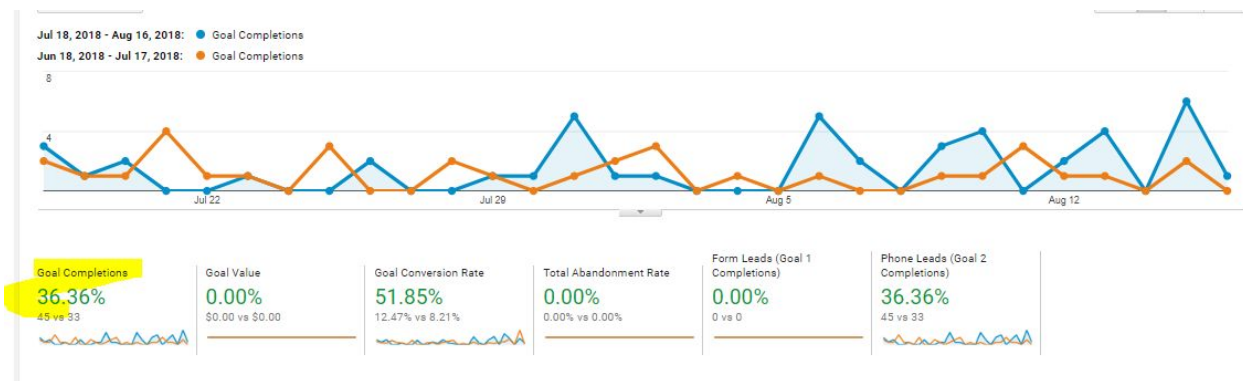 Jul 18, 2018 - Aug 16, 2018: Goal Completions
Jun 18, 2018 - Jul 17, 2018: Goal Completions
8
4
Jul 22 Jul 29 Aug 5 Aug 12
Goal Completions
36.36%
45 vs 33
Goal Value
0.00%
$0.00 vs $0.00
Goal Conversion Rate
51.85%
12.47% vs 8.21%
Total Abandonment Rate
0.00%
0.00% vs 0.00%
Form Leads (Goal 1
Completions)
0.00%
0 vs 0
Phone Leads (Goal 2
Completions)
36.36%
45 vs 33